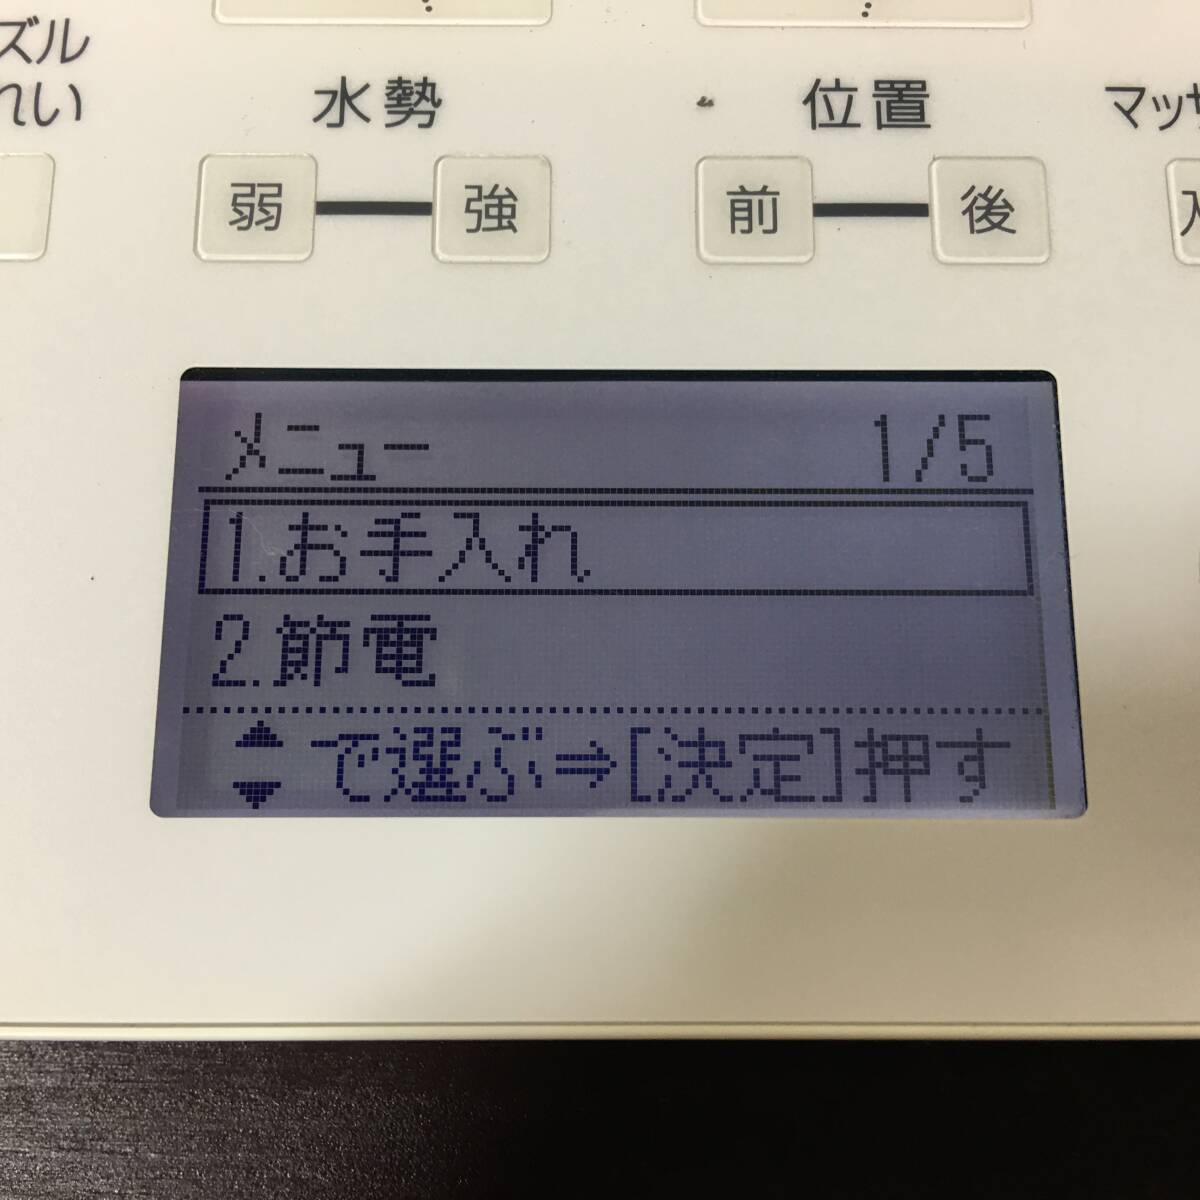 ズル
れい
水勢
位置
マッサ
弱
強
前
後
メニュー 1/5
1.お手入れ
2.節電
▲▼で選ぶ⇒[決定]押す